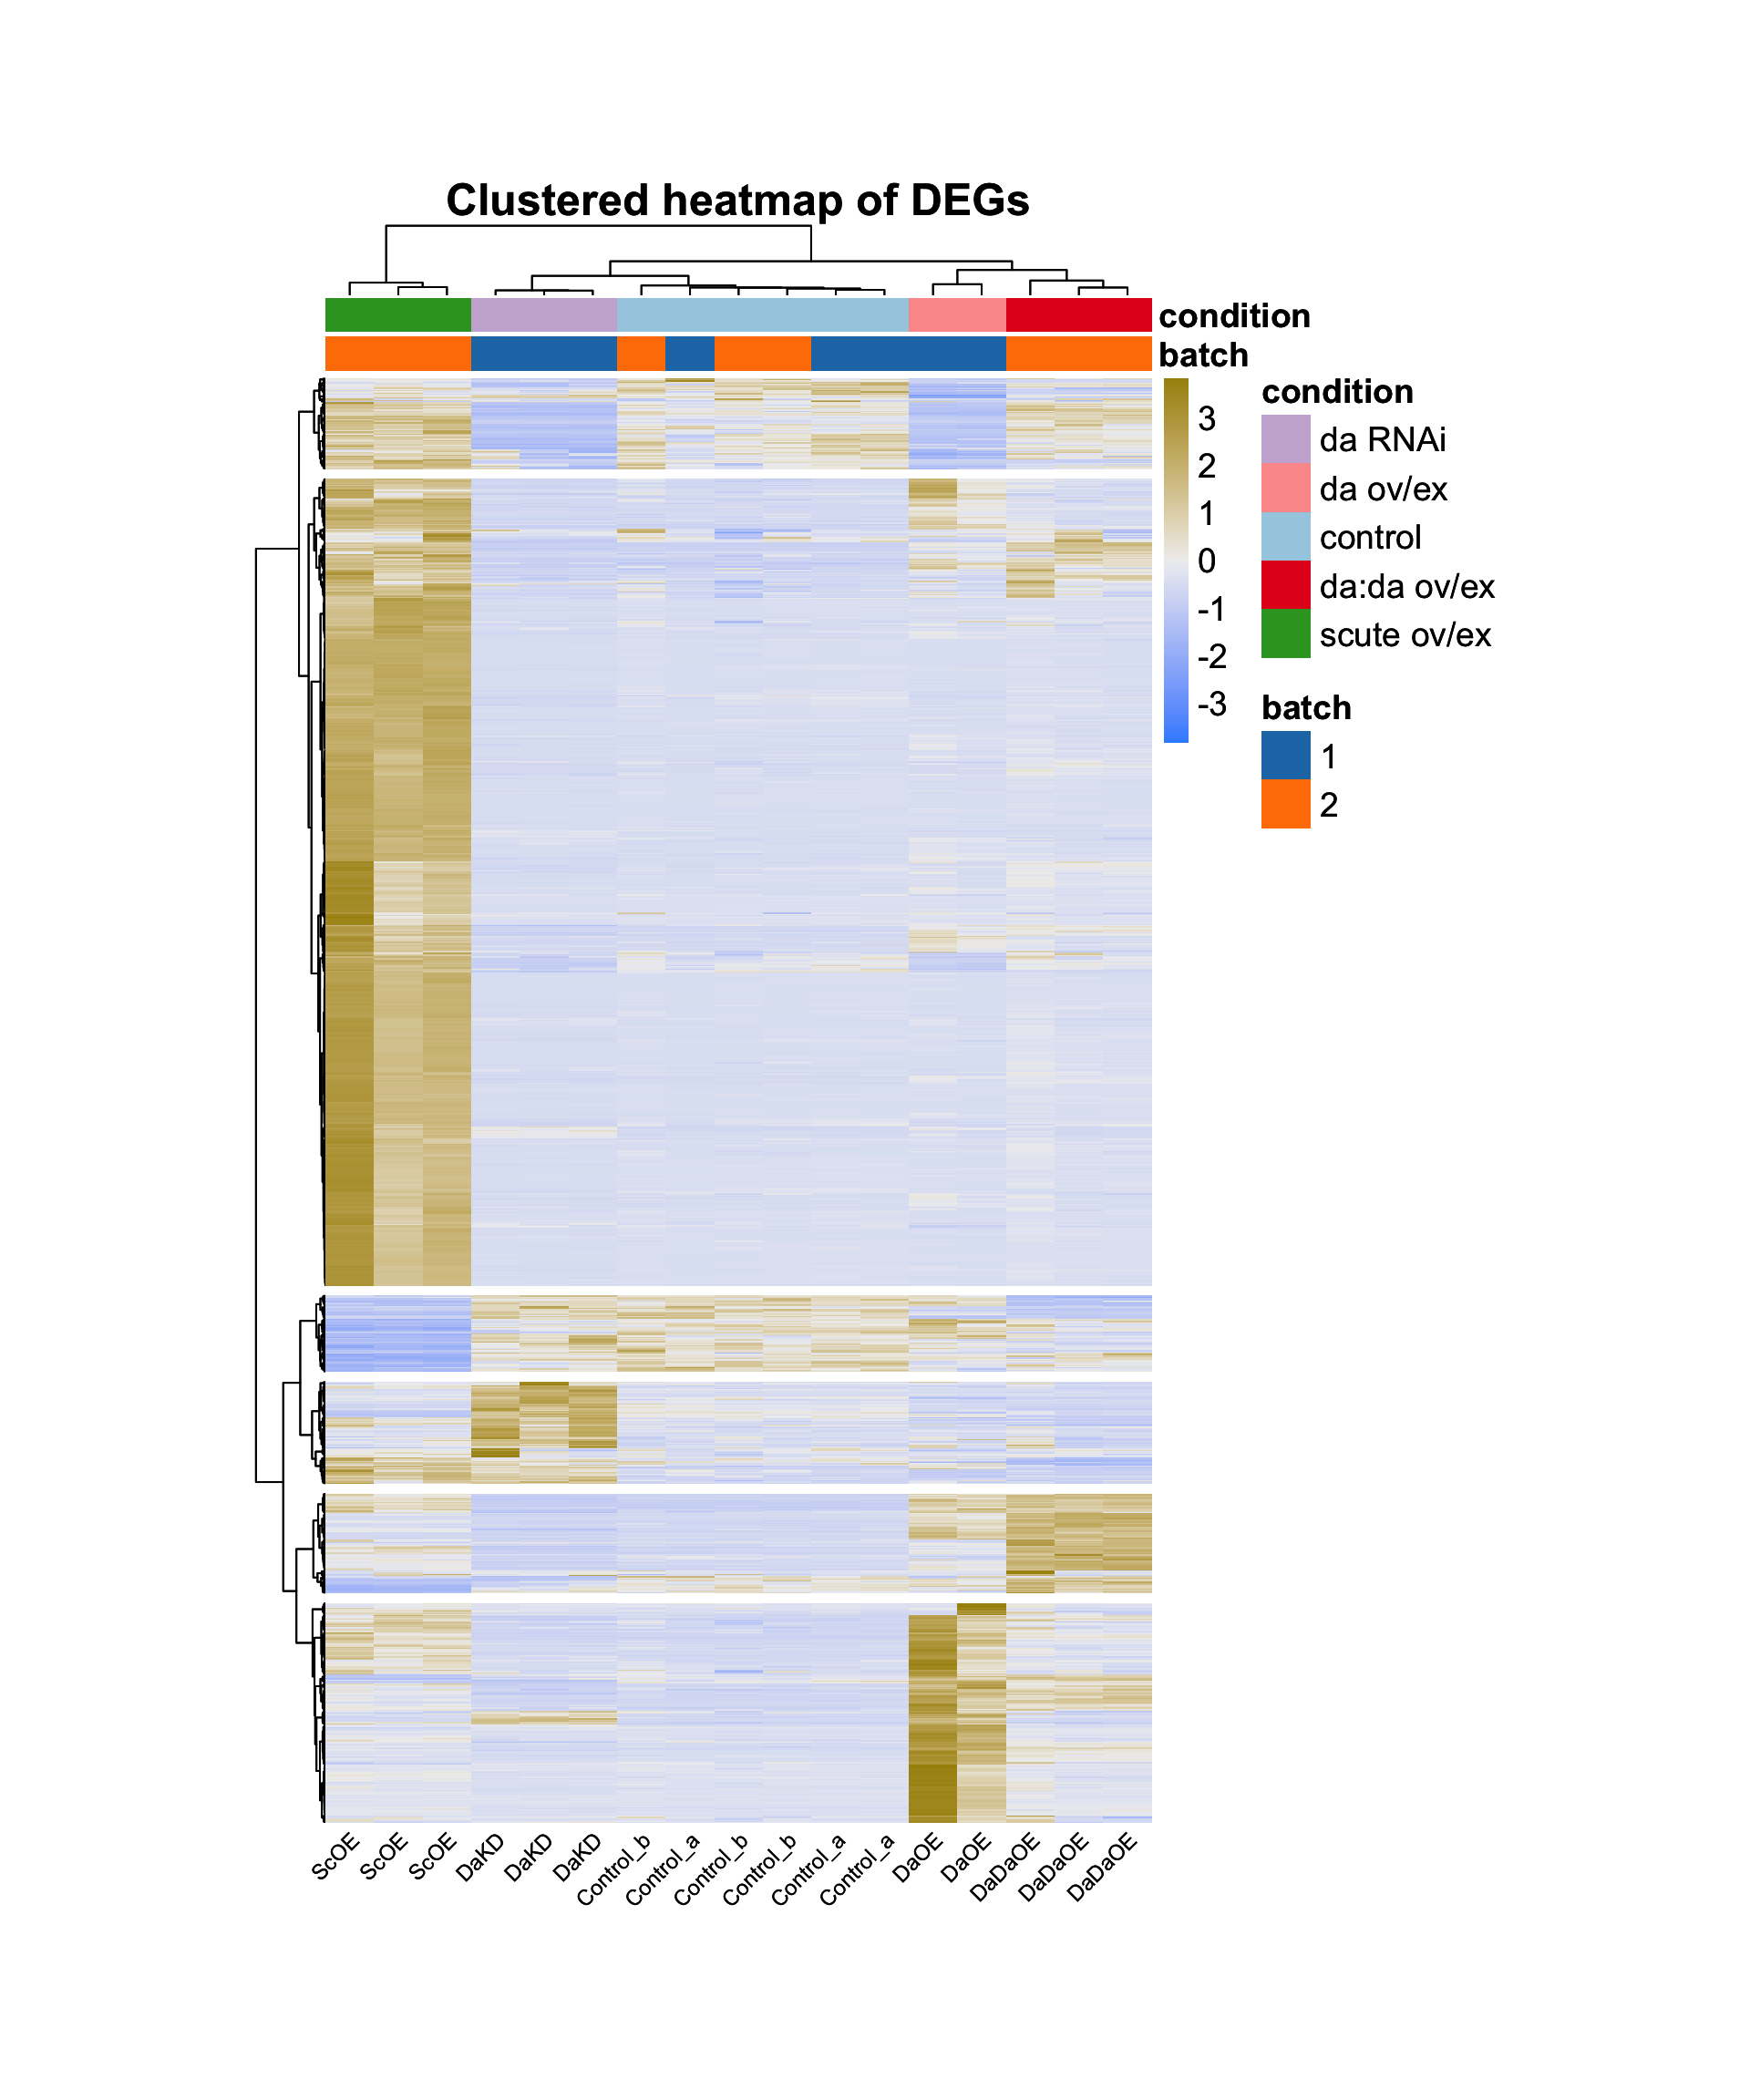 Clustered heatmap of DEGs
condition
batch
3
2
1
0
-1
-2
-3
condition
da RNAi
da ov/ex
control
da:da ov/ex
scute ov/ex
batch
1
2
ScOE
ScOE
ScOE
DaKD
DaKD
DaKD
Control_b
Control_a
Control_b
Control_b
Control_a
Control_a
DaOE
DaOE
DaDaOE
DaDaOE
DaDaOE